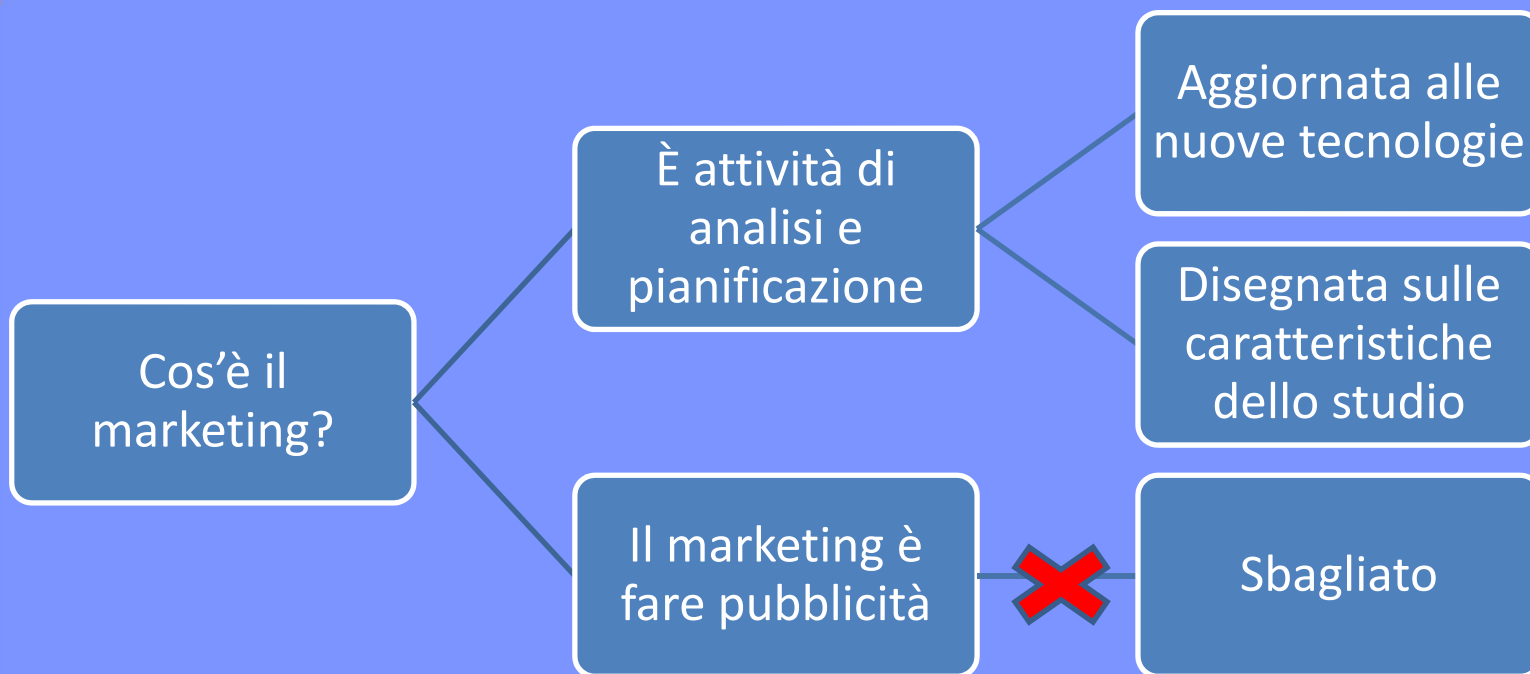 Cos’è il
marketing?
È attività di
analisi e
pianificazione
Aggiornata alle
nuove tecnologie
Disegnata sulle
caratteristiche
dello studio
Il marketing è
fare pubblicità
Sbagliato